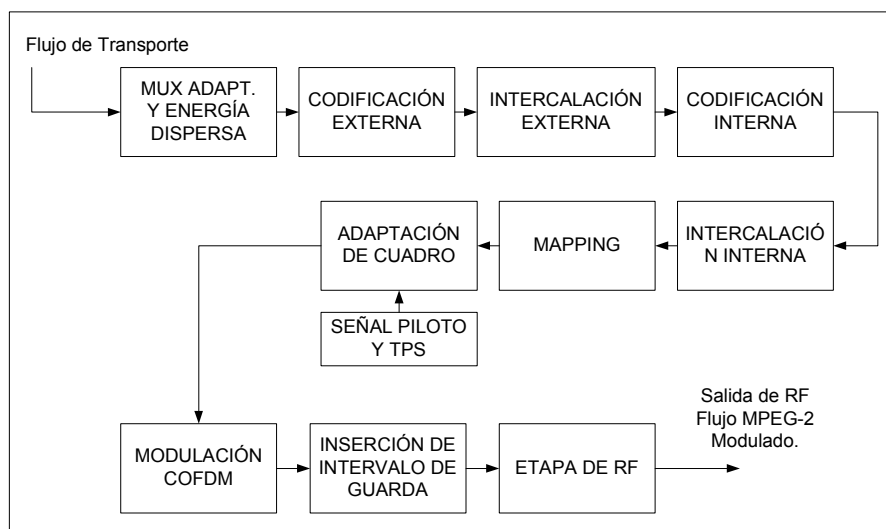 Flujo de Transporte
MUX ADAPT.
Y ENERGÍA
DISPERSA
CODIFICACIÓN
EXTERNA
INTERCALACIÓN
EXTERNA
CODIFICACIÓN
INTERNA
ADAPTACIÓN
DE CUADRO
MAPPING
INTERCALACIÓ
N INTERNA
SEÑAL PILOTO
Y TPS
MODULACIÓN
COFDM
INSERCIÓN DE
INTERVALO DE
GUARDA
ETAPA DE RF
Salida de RF
Flujo MPEG-2
Modulado.